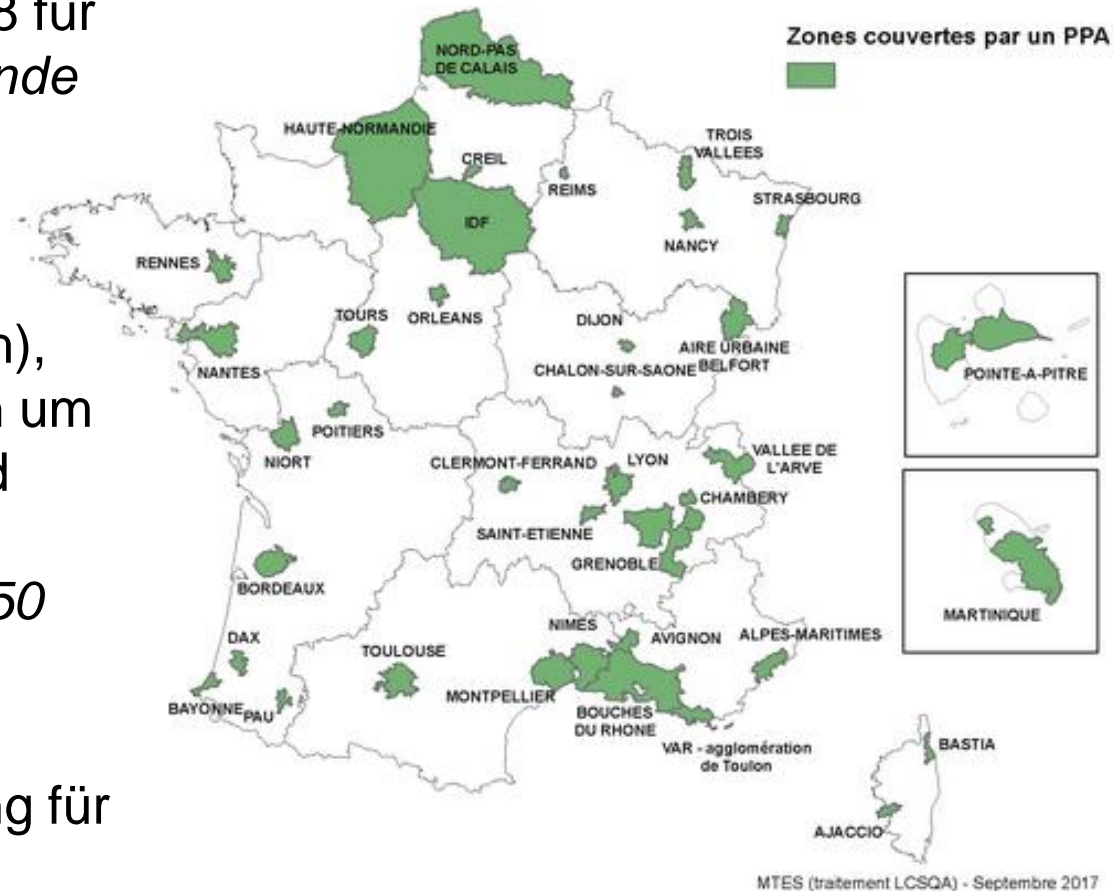 8 für
nde
n),
n um
d
50
ng für
Zones couvertes par un PPA
NORD-PAS
DE CALAIS
HAUTE-NORMANDIE
CREIL
REIMS
TROIS
VALLEES
STRASBOURG
IDF
NANCY
RENNES
TOURS
ORLEANS
DIJON
AIRE URBAINE
BELFORT
CHALON-SUR-SAONE
NANTES
POITIERS
NIORT
CLERMONT-FERRAND
LYON
VALLEE DE
L'ARVE
CHAMBERY
SAINT-ETIENNE
GRENOBLE
BORDEAUX
DAX
TOULOUSE
NIMES
AVIGNON
ALPES-MARITIMES
MONTPELLIER
BAYONNE
PAU
BOUCHES
DU RHONE
VAR - agglomération
de Toulon
POINTE-A-PITRE
MARTINIQUE
BASTIA
AJACCIO
MTES (traitement LCSQA) - Septembre 2017